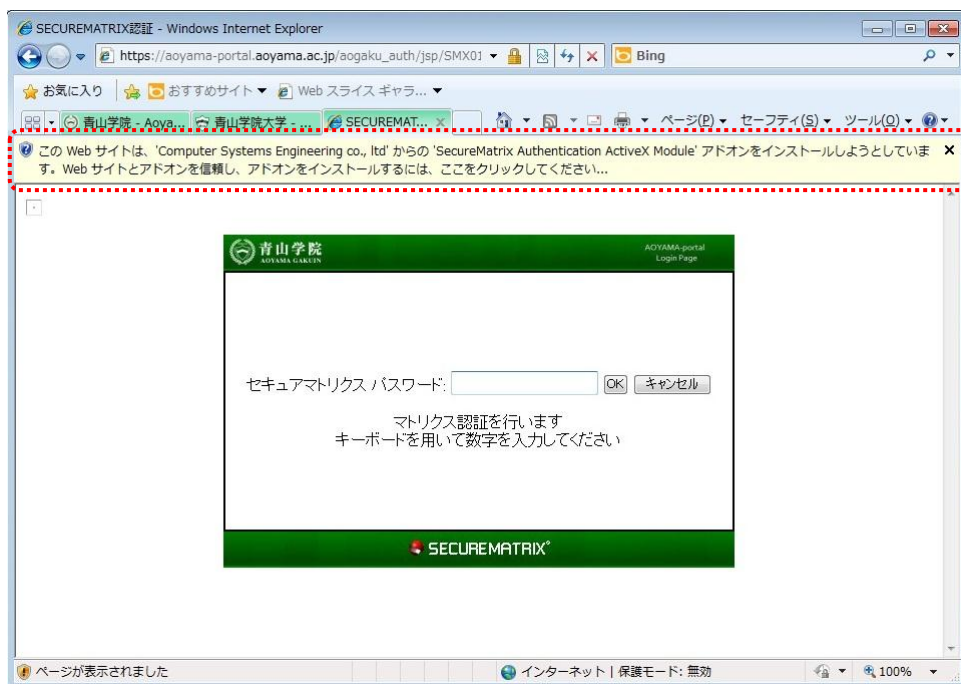 SECUREMATRIX認証 - Windows Internet Explorer
https://aoyama-portal.aoyama.ac.jp/aogaku_auth/jsp/SMX01
Bing
お気に入り
おすすめサイト ▼
Web スライス ギャラ... ▼
青山学院 - Aoya...
青山学院大学 - ...
SECUREMAT...
ページ(P)
セーフティ(S)
ツール(O)
この Web サイトは、'Computer Systems Engineering co., ltd' からの 'SecureMatrix Authentication ActiveX Module' アドオンをインストールしようとしていま
す。Web サイトとアドオンを信頼し、アドオンをインストールするには、ここをクリックしてください...
青山学院
AOYAMA GAKUIN
AOYAMA-portal
Login Page
セキュアマトリクス パスワード:
OK
キャンセル
マトリクス認証を行います
キーボードを用いて数字を入力してください
SECUREMATRIX®
ページが表示されました
インターネット | 保護モード: 無効
100%